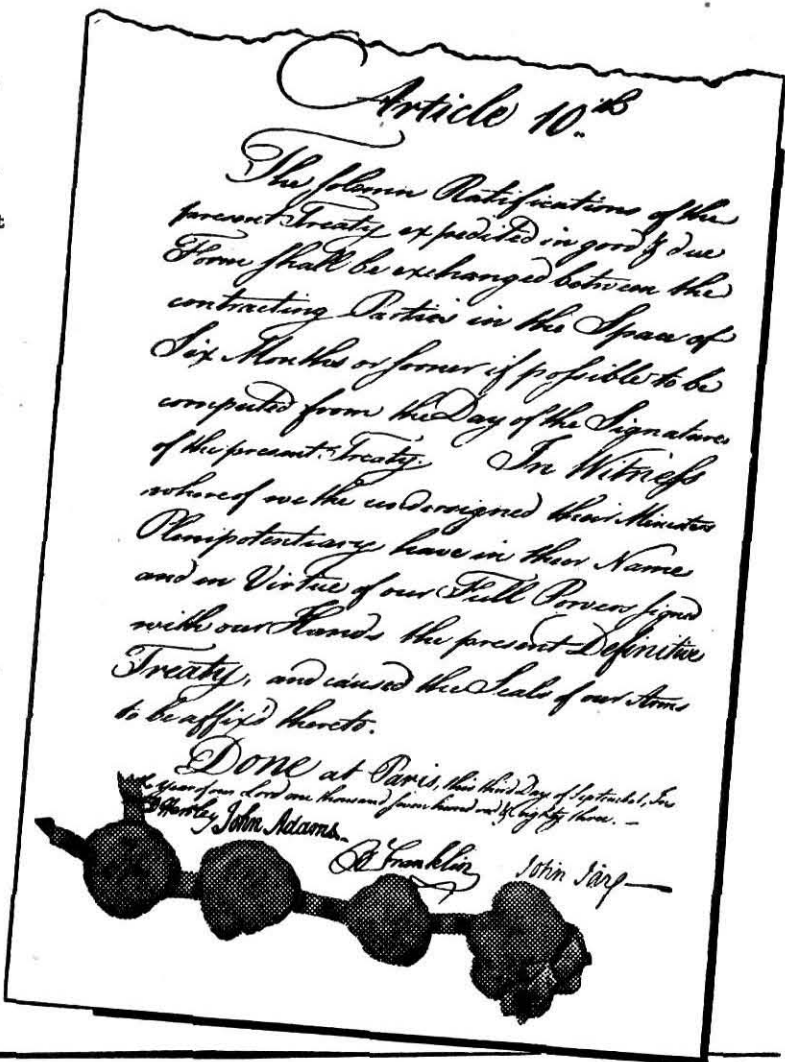 Article 10.th
The solemn Ratifications of the
present Treaty expedited in good & due
Form shall be exchanged between the
contracting Parties in the Space of
Six Months or sooner if possible to be
computed from the Day of the Signature
of the present Treaty. In Witness
whereof we the undersigned their Ministers
Plenipotentiary have in their Name
and in Virtue of our Full Powers signed
with our Hands the present Definitive
Treaty, and caused the Seals of our Arms
to be affix'd thereto.
Done at Paris, this third Day of September, In
the Year of our Lord one thousand seven hundred & eighty three. —
D Hartley John Adams.
B Franklin John Jay —